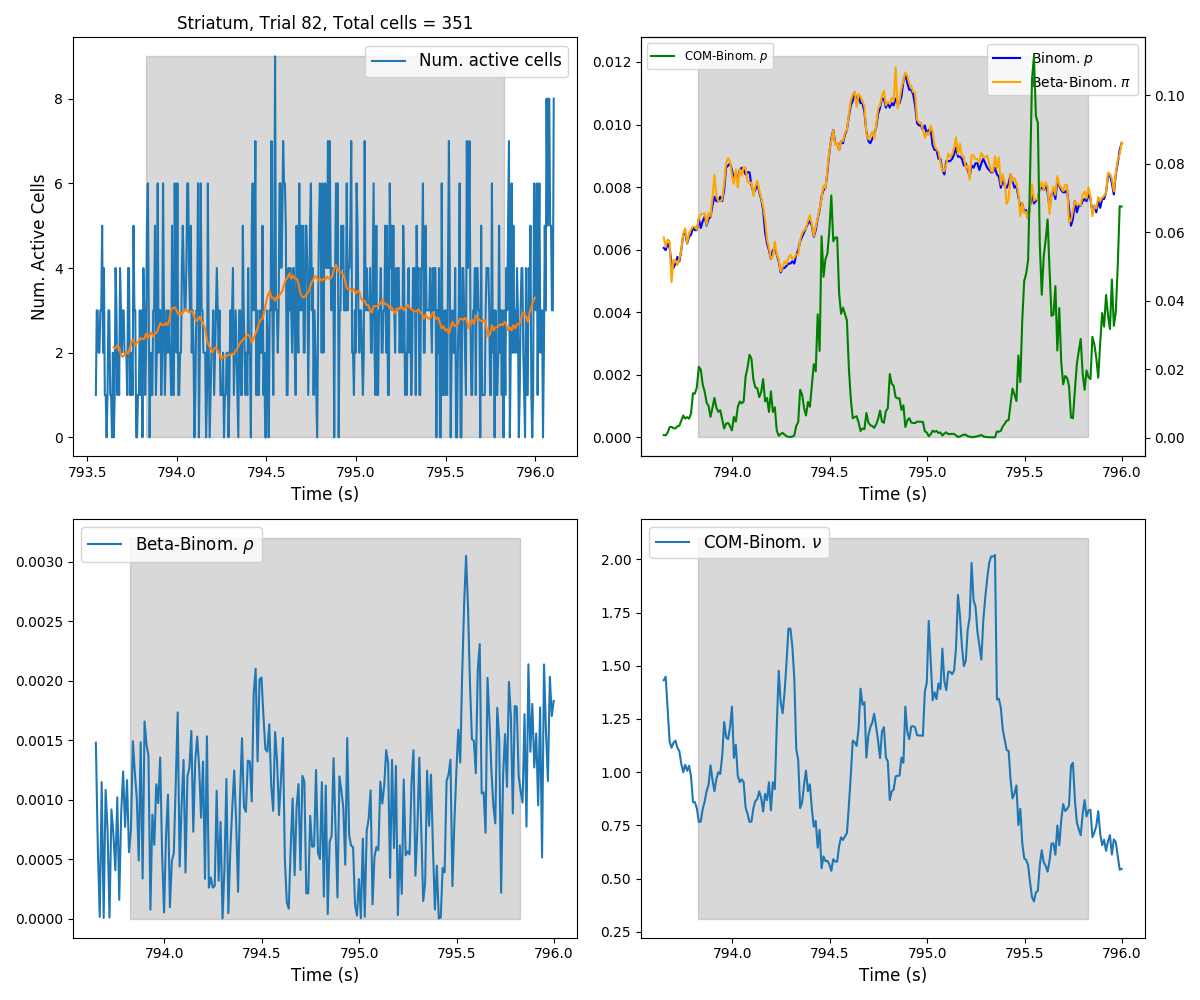 Striatum, Trial 82, Total cells = 351
Num. active cells
Num. Active Cells
8
6
4
2
0
793.5 794.0 794.5 795.0 795.5 796.0
Time (s)
COM-Binom. p
Binom. p
Beta-Binom. π
0.012
0.010
0.008
0.006
0.004
0.002
0.000
0.10
0.08
0.06
0.04
0.02
0.00
794.0 794.5 795.0 795.5 796.0
Time (s)
Beta-Binom. ρ
0.0030
0.0025
0.0020
0.0015
0.0010
0.0005
0.0000
794.0 794.5 795.0 795.5 796.0
Time (s)
COM-Binom. ν
2.00
1.75
1.50
1.25
1.00
0.75
0.50
0.25
794.0 794.5 795.0 795.5 796.0
Time (s)